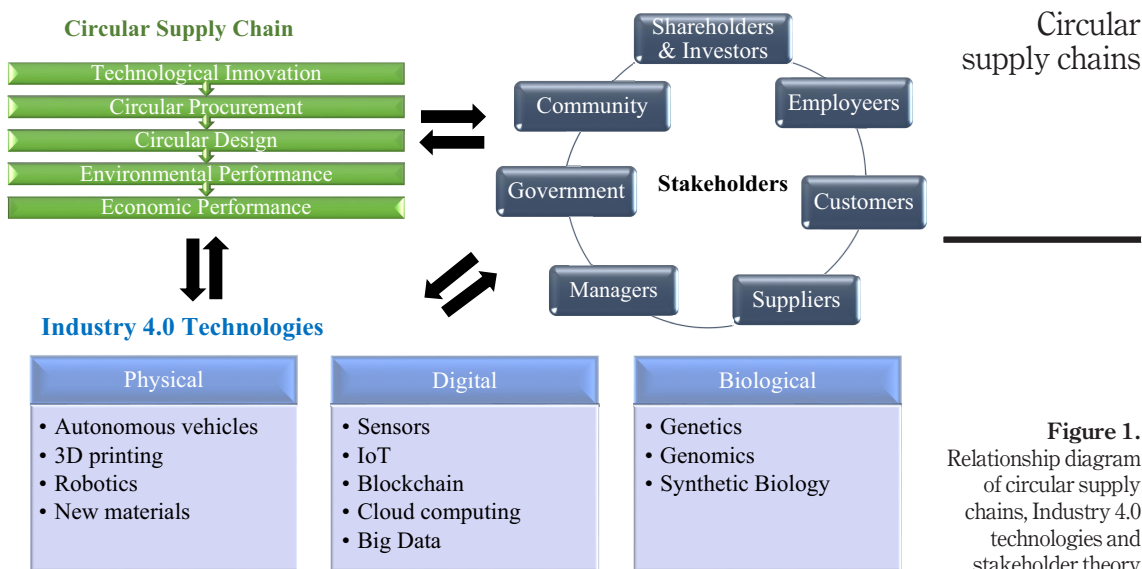 Circular Supply Chain
Technological Innovation
Circular Procurement
Circular Design
Environmental Performance
Economic Performance
Shareholders
& Investors
Community
Employeers
Government
Stakeholders
Customers
Managers
Suppliers
Circular
supply chains
Industry 4.0 Technologies
Physical
• Autonomous vehicles
• 3D printing
• Robotics
• New materials
Digital
• Sensors
• IoT
• Blockchain
• Cloud computing
• Big Data
Biological
• Genetics
• Genomics
• Synthetic Biology
Figure 1.
Relationship diagram
of circular supply
chains, Industry 4.0
technologies and
stakeholder theory